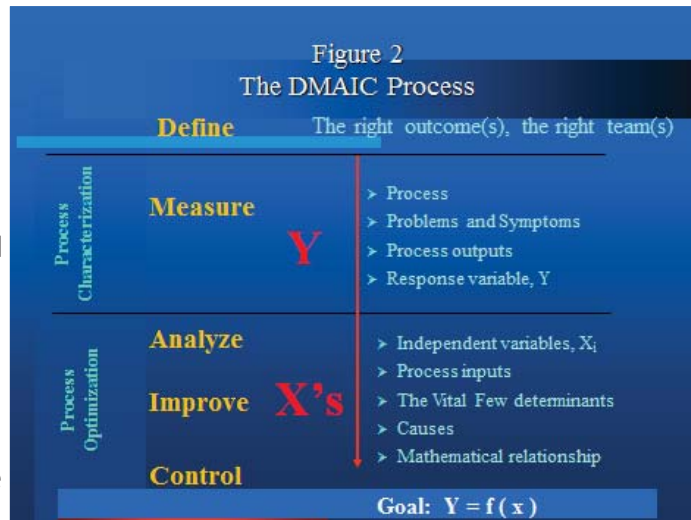 Figure 2
The DMAIC Process
Define The right outcome(s), the right team(s)
Process
Characterization
Measure
Y
➤ Process
➤ Problems and Symptoms
➤ Process outputs
➤ Response variable, Y
Process
Optimization
Analyze
Improve
Control
X's
➤ Independent variables, Xi
➤ Process inputs
➤ The Vital Few determinants
➤ Causes
➤ Mathematical relationship
Goal: Y = f ( x )